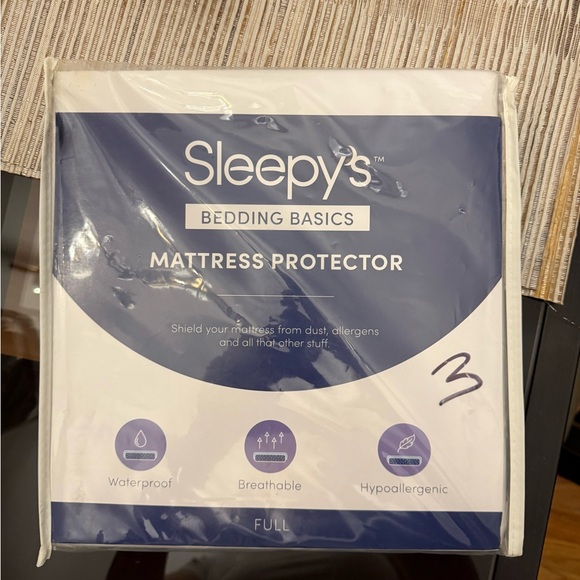 Sleepy's™
BEDDING BASICS
MATTRESS PROTECTOR
Shield your mattress from dust, allergens
and all that other stuff.
3
Waterproof
Breathable
Hypoallergenic
FULL